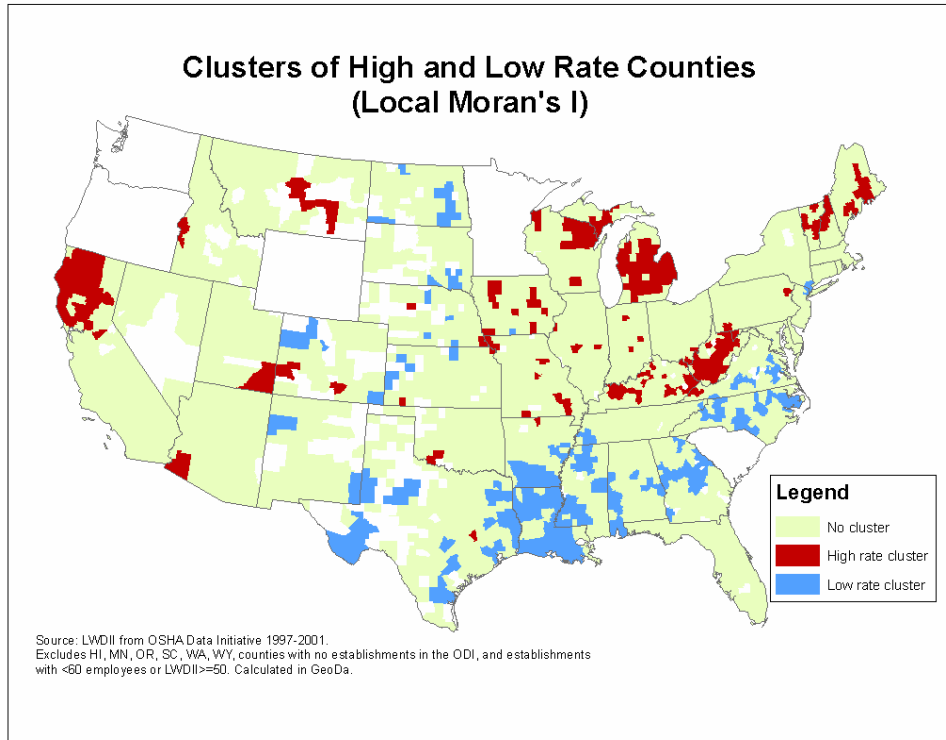 Clusters of High and Low Rate Counties
(Local Moran's I)
Legend
No cluster
High rate cluster
Low rate cluster
Source: LWDII from OSHA Data Initiative 1997-2001.
Excludes HI, MN, OR, SC, WA, WY, counties with no establishments in the ODI, and establishments
with <60 employees or LWDII>=50. Calculated in GeoDa.